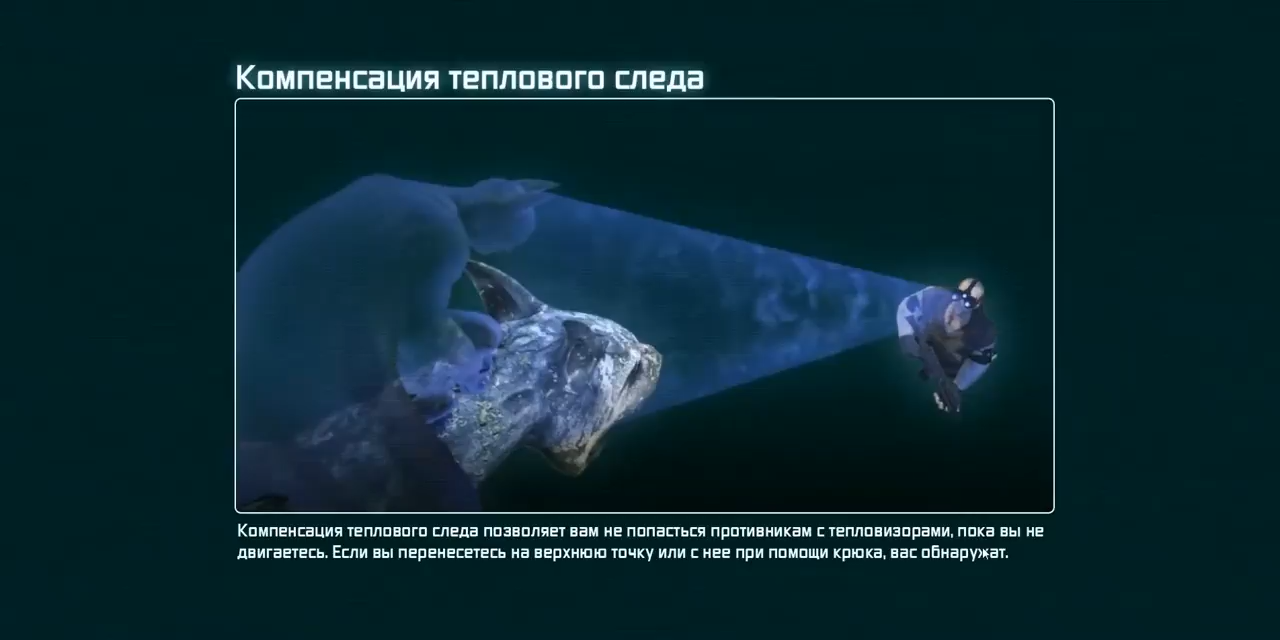 Компенсация теплового следа
Компенсация теплового следа позволяет вам не попасться противникам с тепловизорами, пока вы не
двигаетесь. Если вы перенесетесь на верхнюю точку или с нее при помощи крюка, вас обнаружат.